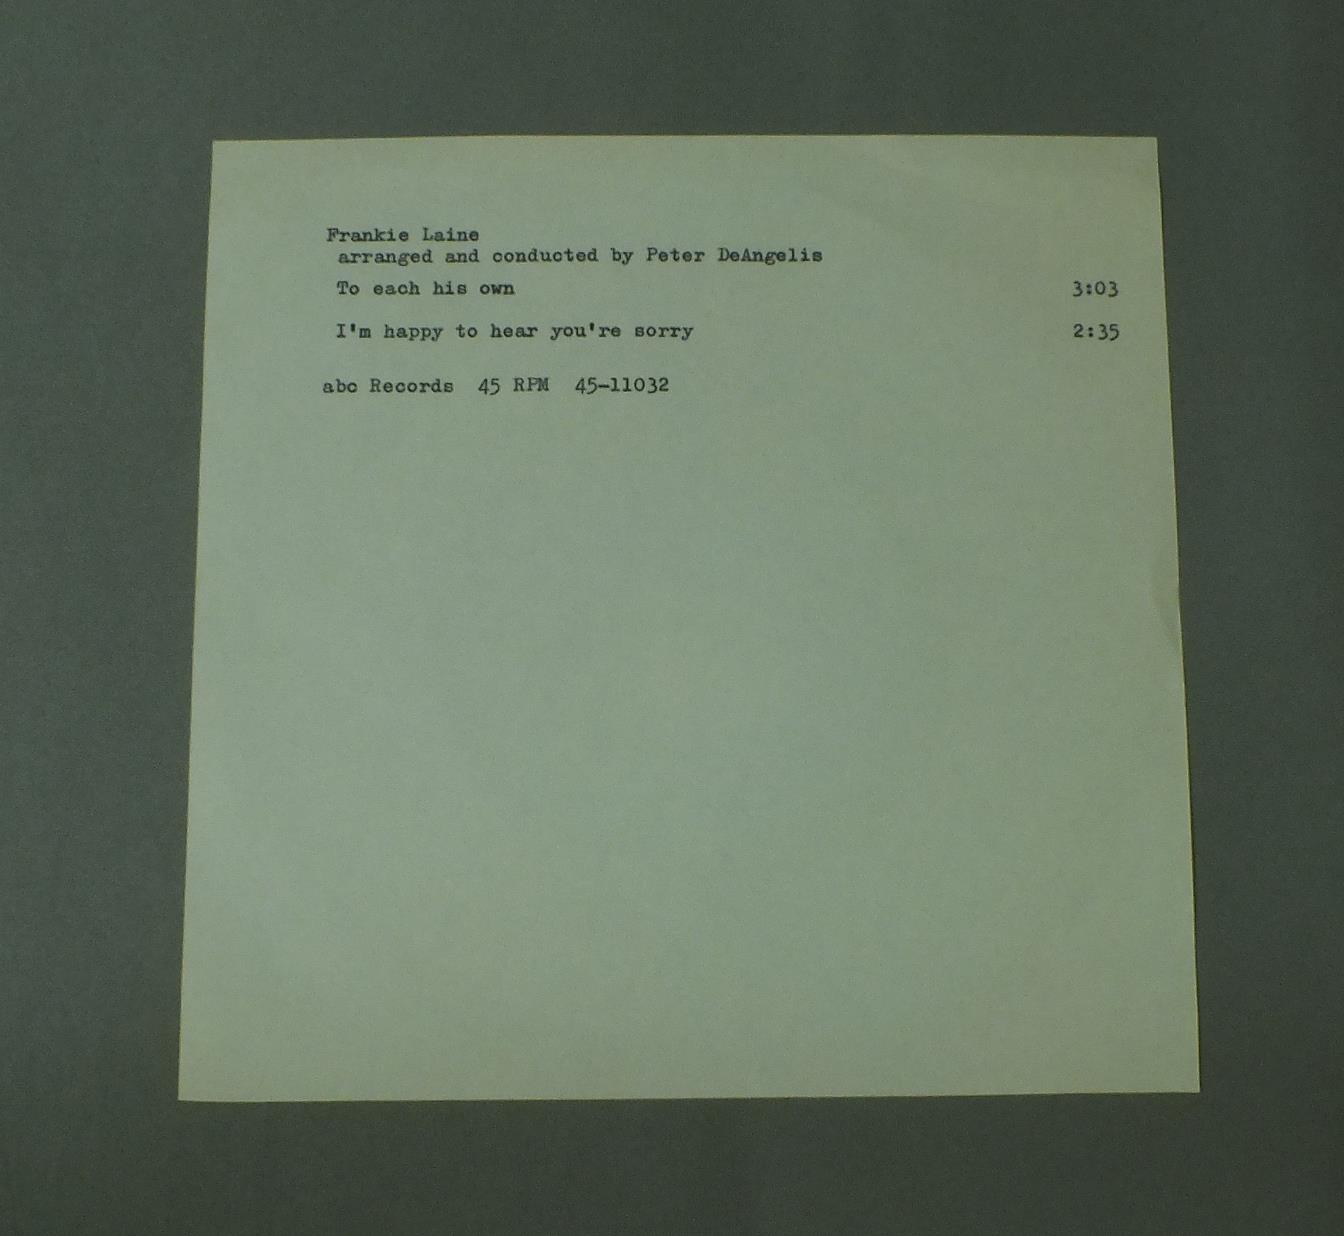 Frankie Laine
arranged and conducted by Peter DeAngelis
To each his own 3:03
I'm happy to hear you're sorry 2:35
abc Records 45 RPM 45-11032